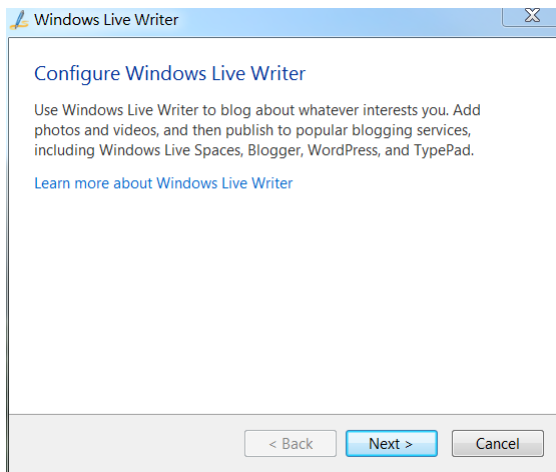 Windows Live Writer
Configure Windows Live Writer
Use Windows Live Writer to blog about whatever interests you. Add
photos and videos, and then publish to popular blogging services,
including Windows Live Spaces, Blogger, WordPress, and TypePad.
Learn more about Windows Live Writer
< Back Next > Cancel